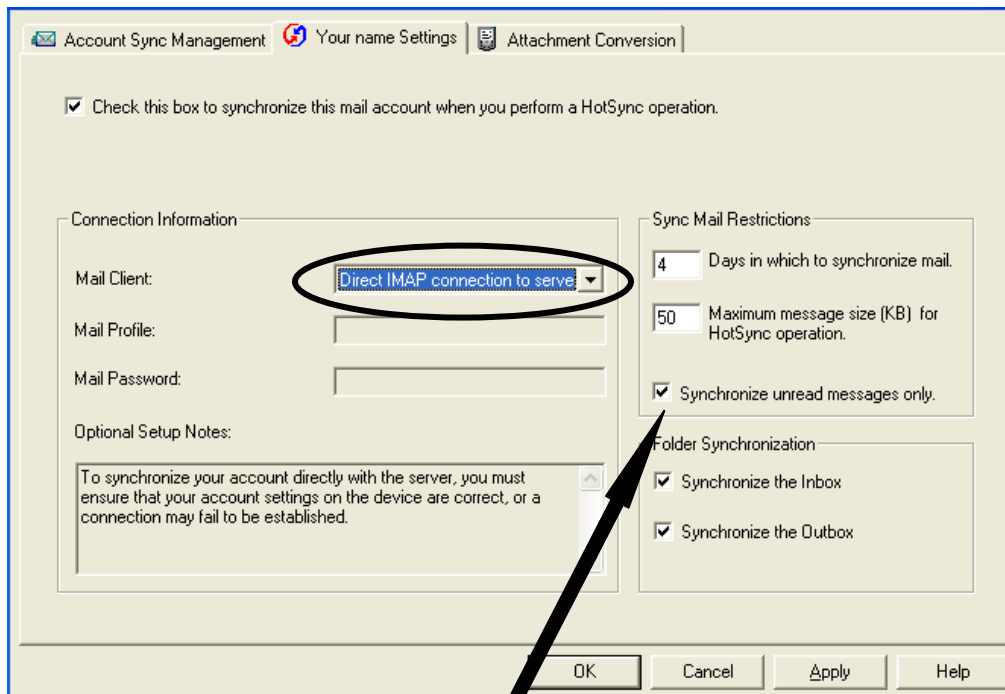 Account Sync Management
Your name Settings
Attachment Conversion
Check this box to synchronize this mail account when you perform a HotSync operation.
Connection Information
Mail Client:
Direct IMAP connection to serve
Mail Profile:
Mail Password:
Optional Setup Notes:
To synchronize your account directly with the server, you must
ensure that your account settings on the device are correct, or a
connection may fail to be established.
Sync Mail Restrictions
4 Days in which to synchronize mail.
50 Maximum message size (KB) for
HotSync operation.
Synchronize unread messages only.
Folder Synchronization
Synchronize the Inbox
Synchronize the Outbox
OK
Cancel
Apply
Help